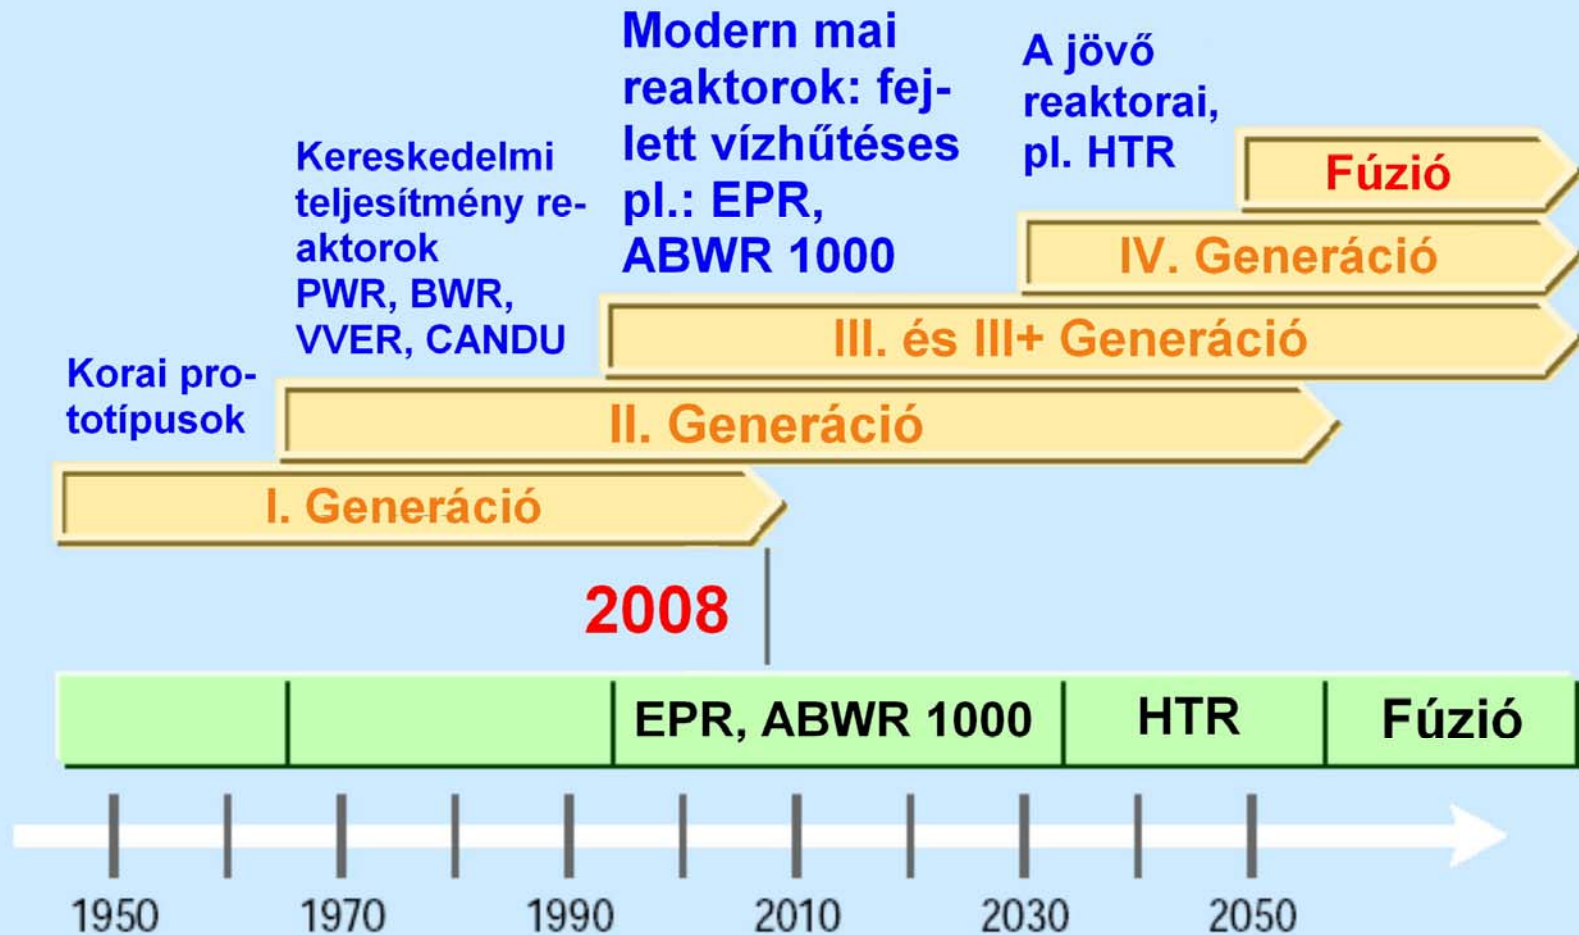 Modern mai
reaktorok: fej-
lett vízhűtéses
pl.: EPR,
ABWR 1000
A jövő
reaktorai,
pl. HTR
Kereskedelmi
teljesítmény re-
aktorok
PWR, BWR,
VVER, CANDU
Korai pro-
totípusok
Fúzió
IV. Generáció
III. és III+ Generáció
II. Generáció
I. Generáció
2008
EPR, ABWR 1000 HTR Fúzió
1950 1970 1990 2010 2030 2050